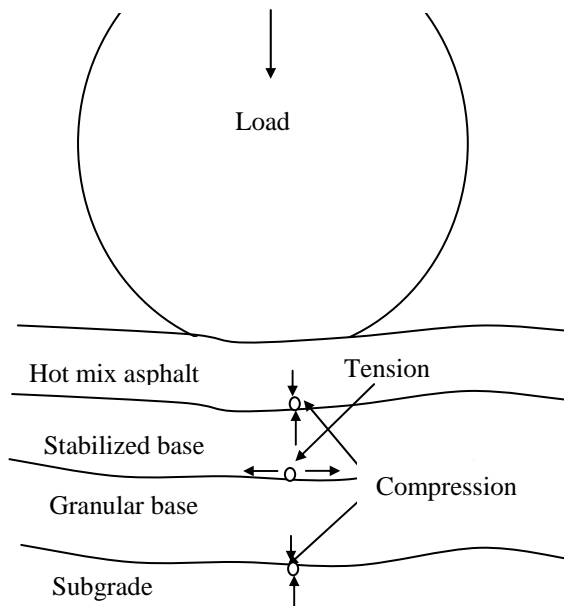 Load
Tension
Hot mix asphalt
Stabilized base
Compression
Granular base
Subgrade